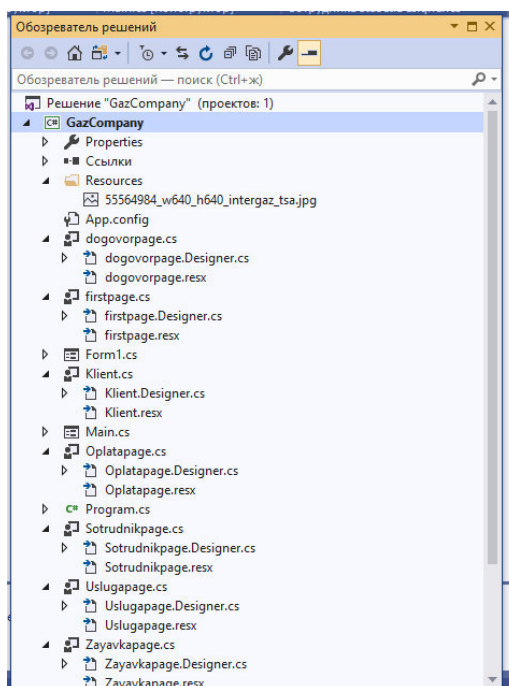 Обозреватель решений
Обозреватель решений — поиск (Ctrl+ж)
Решение "GazCompany" (проектов: 1)
GazCompany
Properties
Ссылки
Resources
55564984_w640_h640_intergaz_tsa.jpg
App.config
dogovorpage.cs
dogovorpage.Designer.cs
dogovorpage.resx
firstpage.cs
firstpage.Designer.cs
firstpage.resx
Form1.cs
Klient.cs
Klient.Designer.cs
Klient.resx
Main.cs
Oplatapage.cs
Oplatapage.Designer.cs
Oplatapage.resx
C# Program.cs
Sotrudnikpage.cs
Sotrudnikpage.Designer.cs
Sotrudnikpage.resx
Uslugapage.cs
Uslugapage.Designer.cs
Uslugapage.resx
Zayavkapage.cs
Zayavkapage.Designer.cs
Zayavkapage.resx